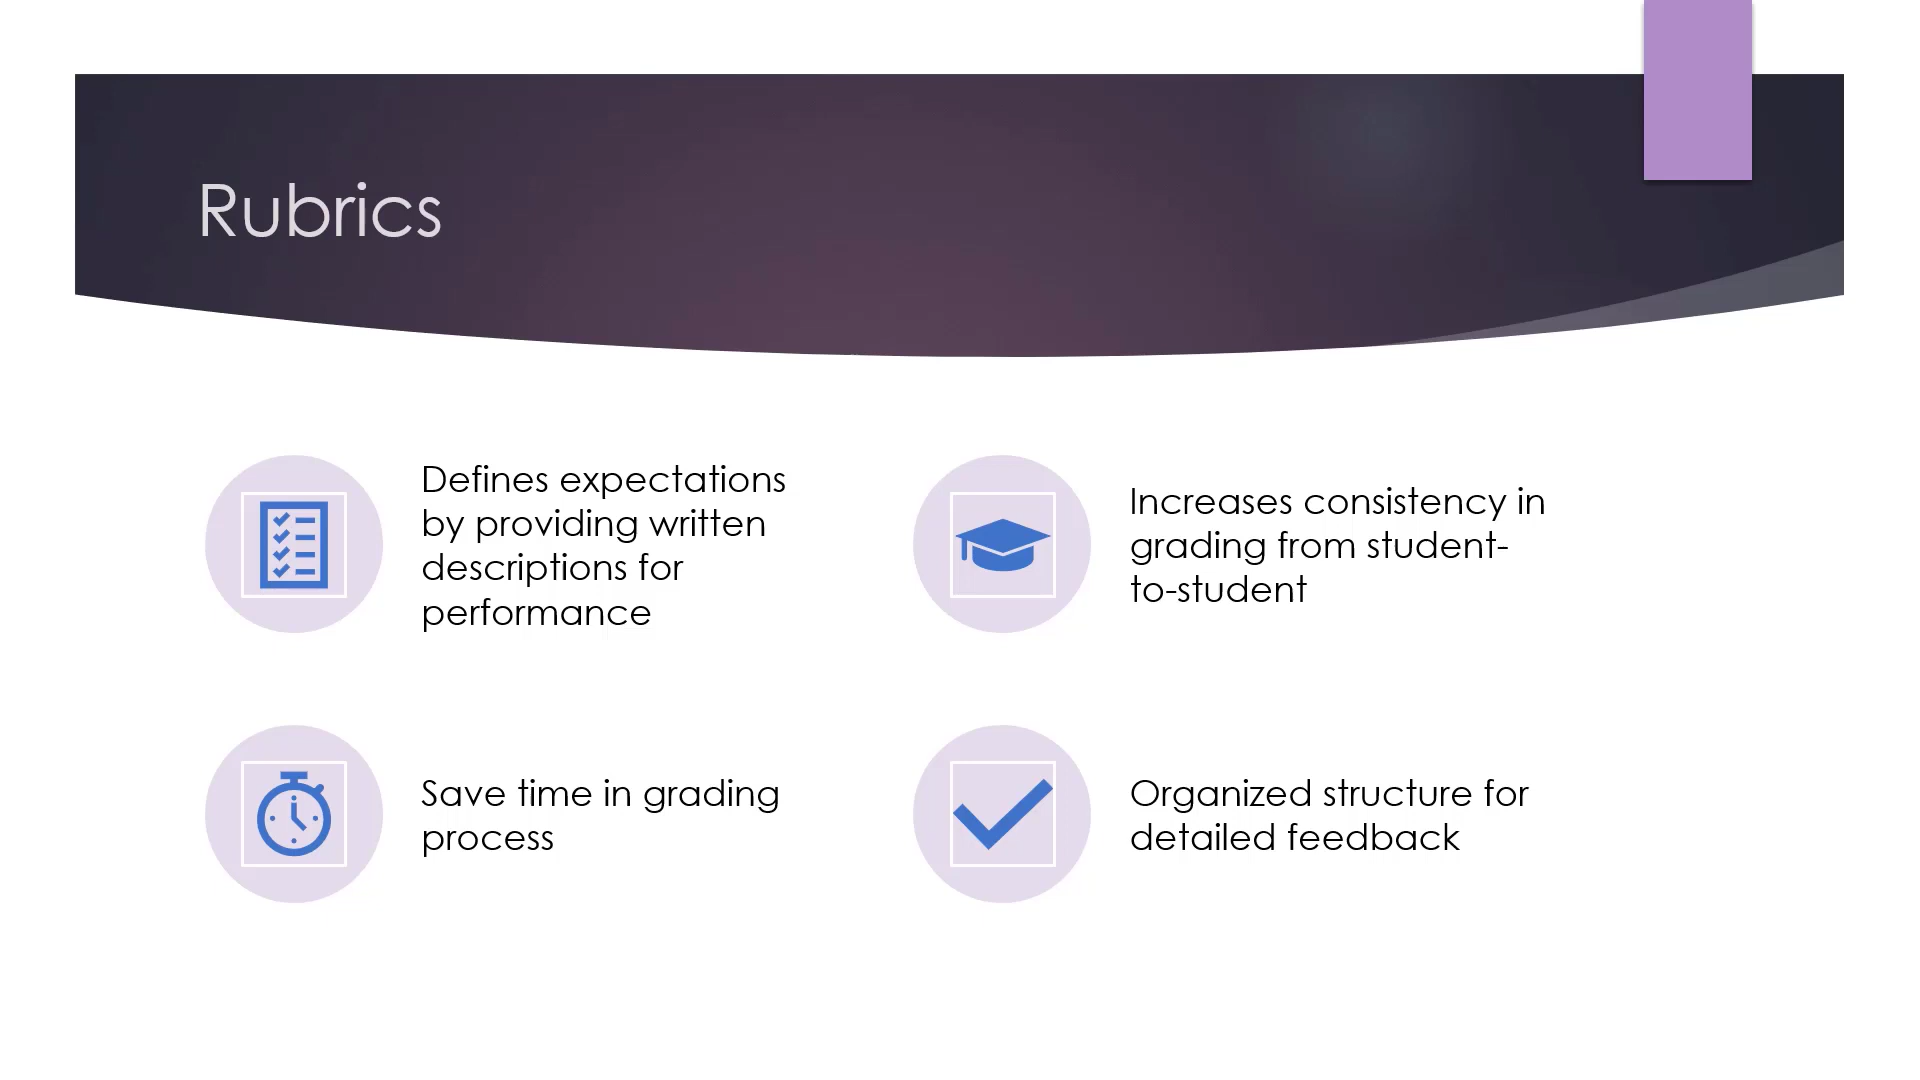 Rubrics
Defines expectations
by providing written
descriptions for
performance
Increases consistency in
grading from student-
to-student
Save time in grading
process
Organized structure for
detailed feedback